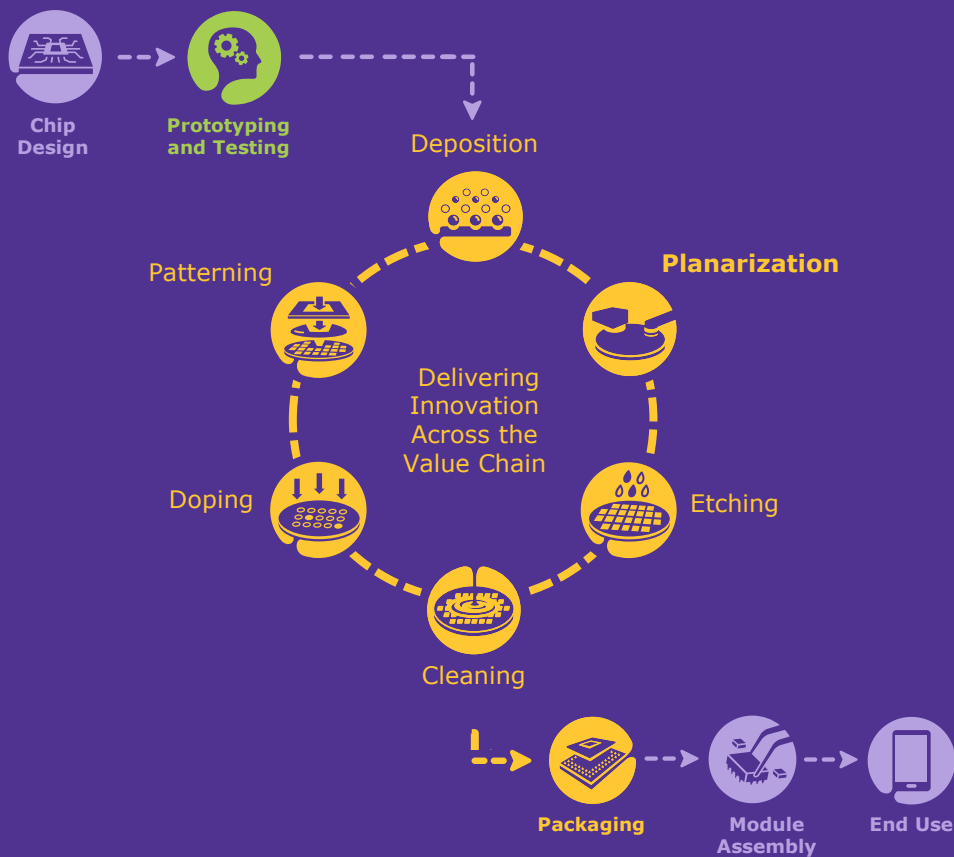 Chip
Design
Prototyping
and Testing
Deposition
Planarization
Patterning
Delivering
Innovation
Across the
Value Chain
Doping
Etching
Cleaning
Packaging
Module
Assembly
End Use